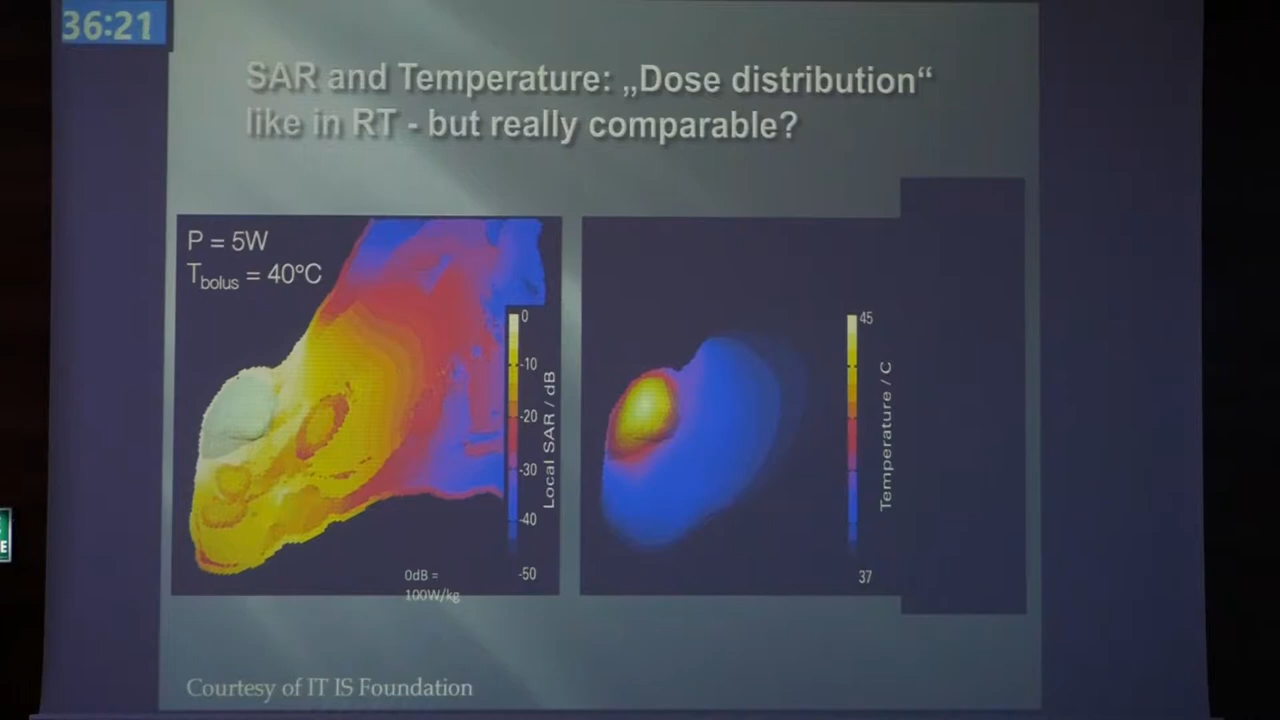 36:21
SAR and Temperature: „Dose distribution“
like in RT - but really comparable?
P = 5W
Tbolus = 40°C
0
-10
-20
-30
-40
-50
Local SAR / dB
0dB =
100W/kg
45
37
Temperature / C
Courtesy of IT IS Foundation
E